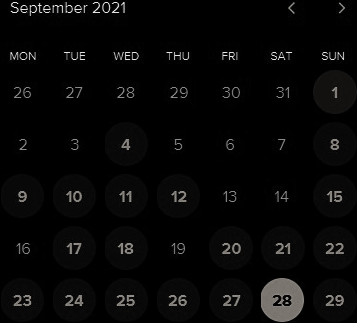 September 2021
MON TUE WED THU FRI SAT SUN
26 27 28 29 30 31 1
2 3 4 5 6 7 8
9 10 11 12 13 14 15
16 17 18 19 20 21 22
23 24 25 26 27 28 29